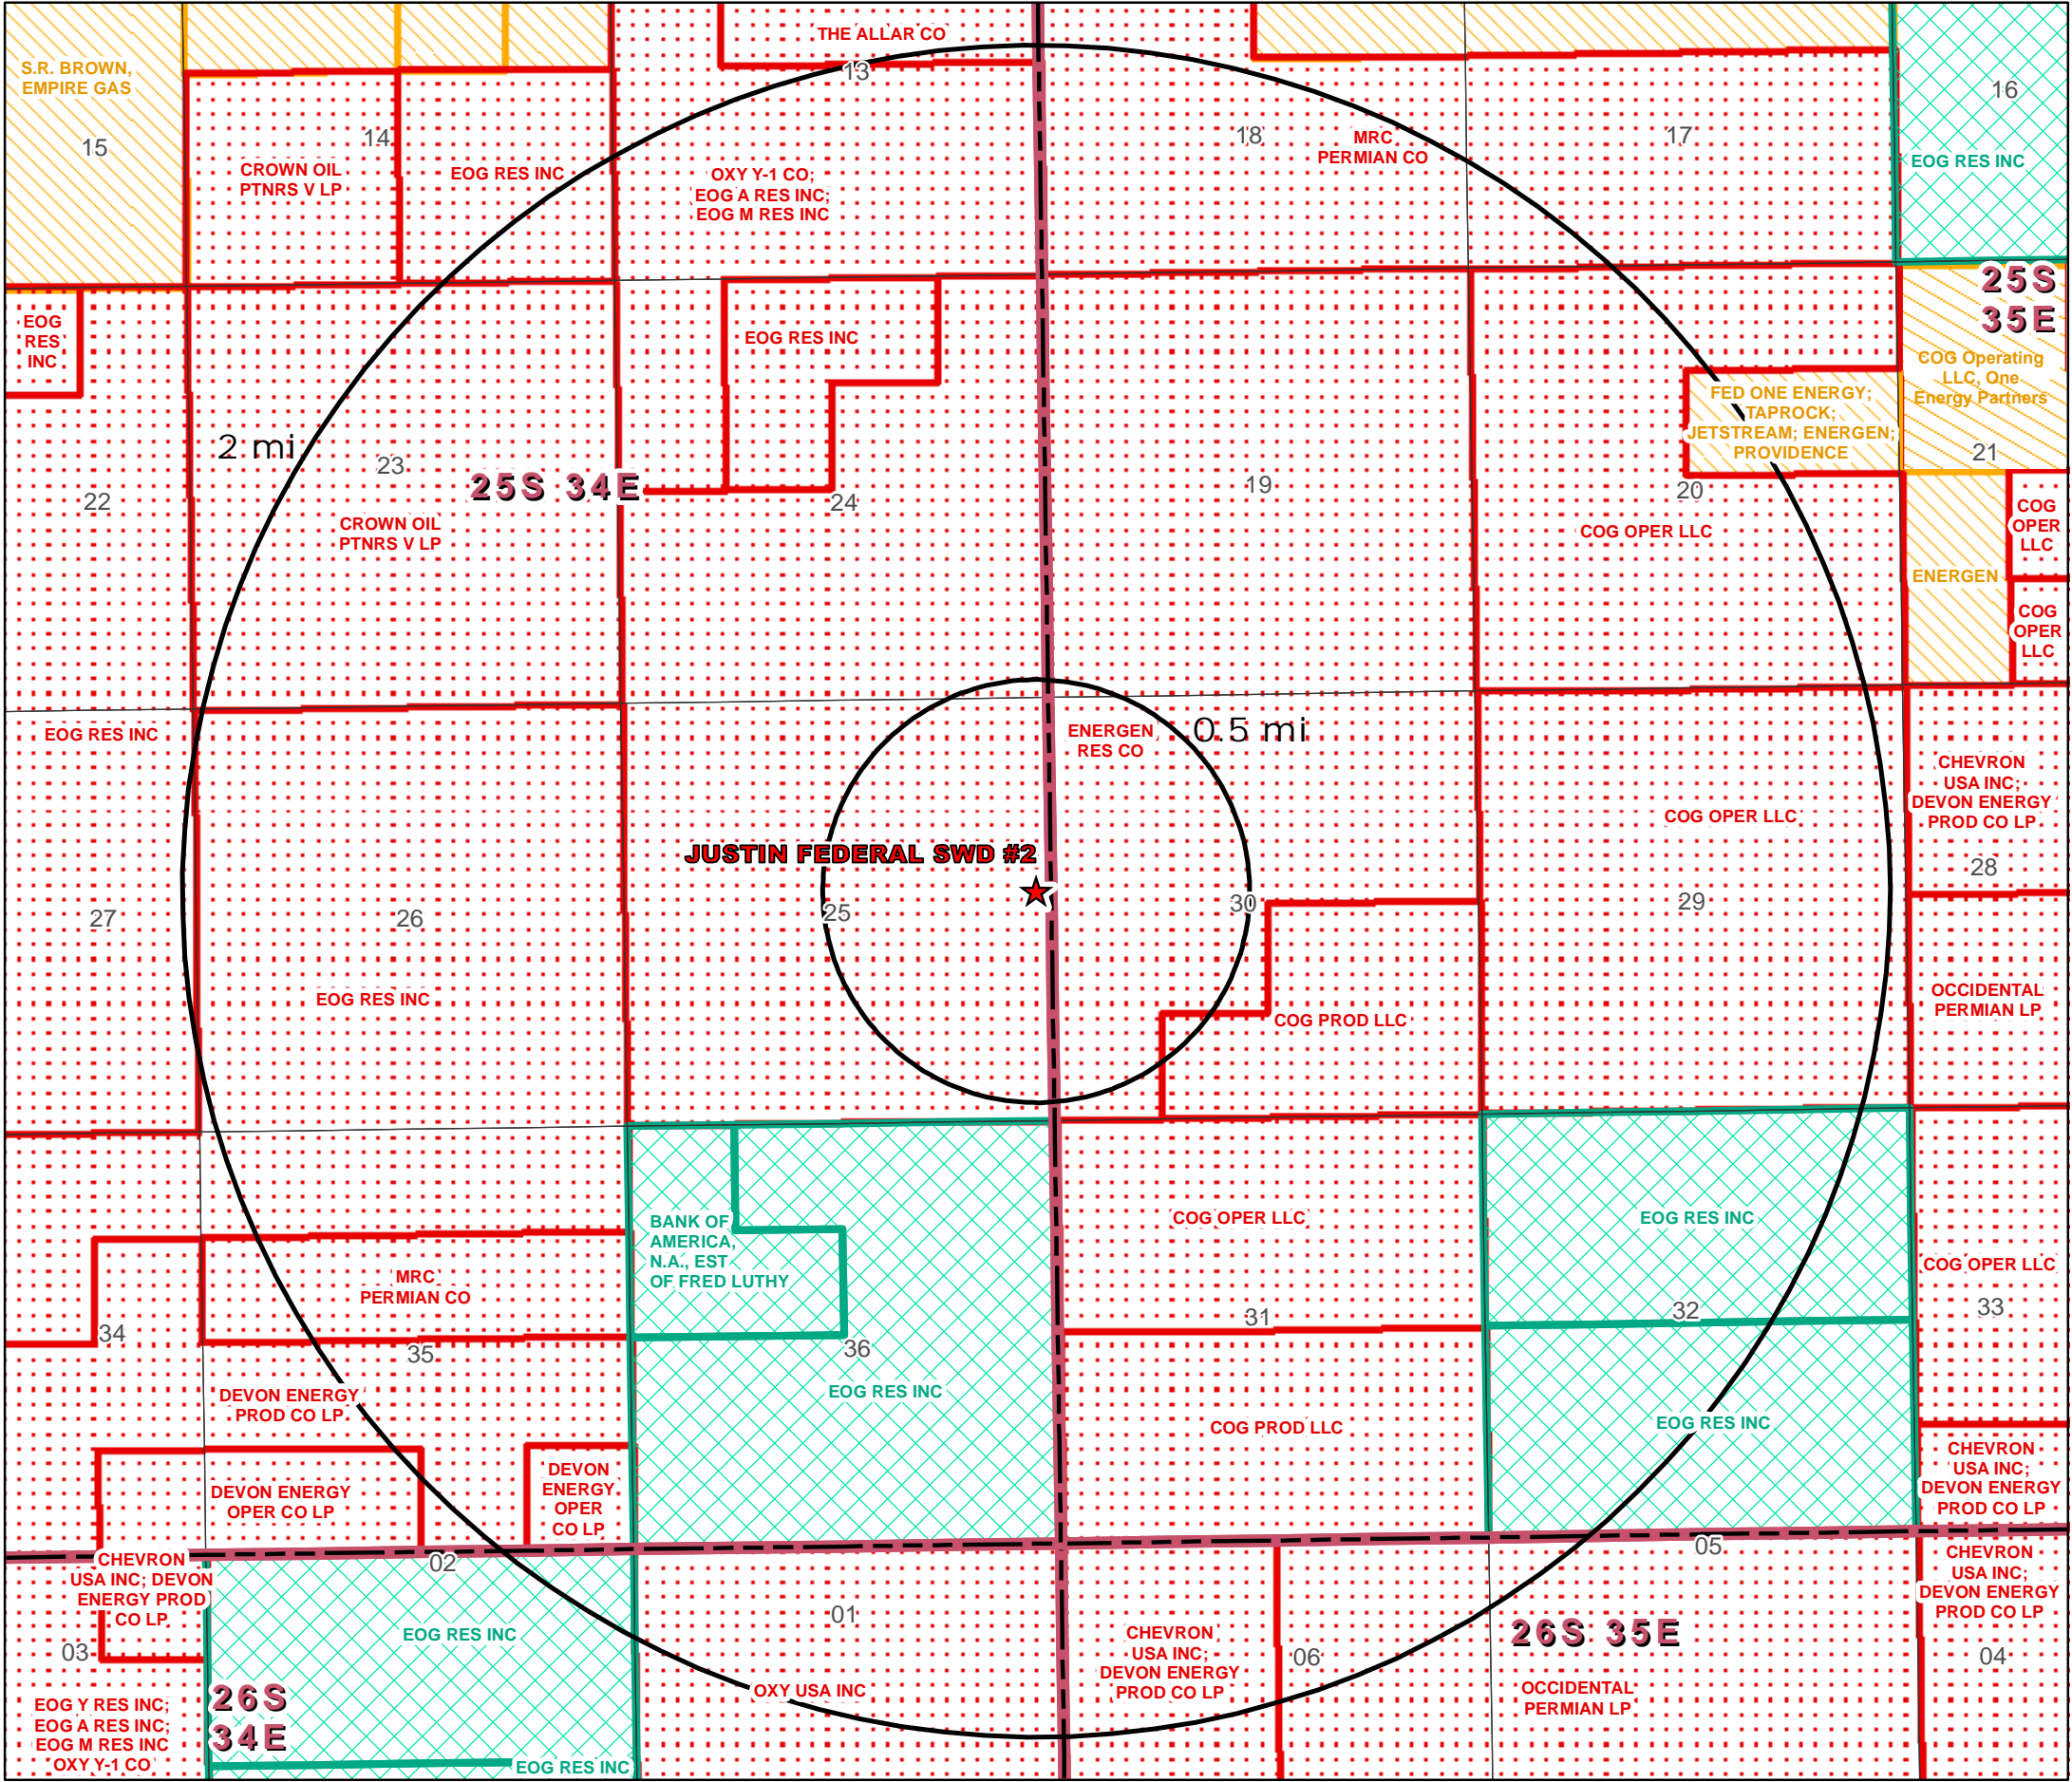 THE ALLAR CO
13
S.R. BROWN,
EMPIRE GAS
15
14
CROWN OIL
PTNRS V LP
EOG RES INC
OXY Y-1 CO;
EOG A RES INC;
EOG M RES INC
18
MRC
PERMIAN CO
17
16
EOG RES INC
25S
35E
EOG
RES
INC
EOG RES INC
COG Operating
LLC, One
Energy Partners
21
FED ONE ENERGY;
TAPROCK;
JETSTREAM; ENERGEN;
PROVIDENCE
2 mi
23
25S 34E
22
24
19
20
CROWN OIL
PTNRS V LP
COG OPER LLC
COG
OPER
LLC
ENERGEN
COG
OPER
LLC
EOG RES INC
ENERGEN
RES CO
0.5 mi
CHEVRON
USA INC;
DEVON ENERGY
PROD CO LP
COG OPER LLC
JUSTIN FEDERAL SWD #2
28
27
26
25
30
29
EOG RES INC
COG PROD LLC
OCCIDENTAL
PERMIAN LP
BANK OF
AMERICA,
N.A., EST
OF FRED LUTHY
COG OPER LLC
EOG RES INC
COG OPER LLC
MRC
PERMIAN CO
34
35
36
31
32
33
DEVON ENERGY
PROD CO LP
EOG RES INC
COG PROD LLC
EOG RES INC
DEVON ENERGY
OPER CO LP
DEVON
ENERGY
OPER
CO LP
CHEVRON
USA INC;
DEVON ENERGY
PROD CO LP
CHEVRON
USA INC; DEVON
ENERGY PROD
CO LP
02
05
CHEVRON
USA INC;
DEVON ENERGY
PROD CO LP
03
EOG RES INC
01
CHEVRON
USA INC;
DEVON ENERGY
PROD CO LP
06
26S 35E
04
OXY USA INC
OCCIDENTAL
PERMIAN LP
EOG Y RES INC;
EOG A RES INC;
EOG M RES INC
OXY Y-1 CO
26S
34E
EOG RES INC